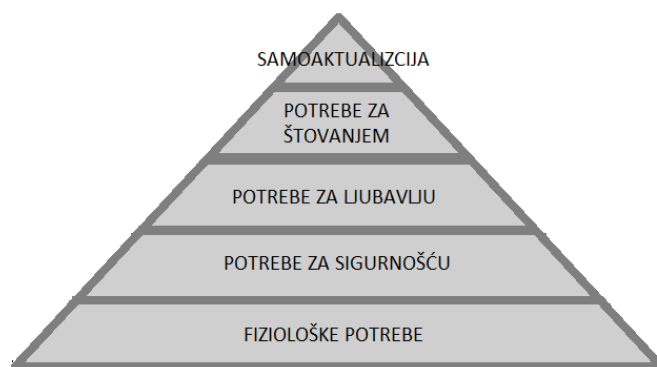 SAMOAKTUALIZCIJA
POTREBE ZA
ŠTOVANJEM
POTREBE ZA LJUBAVLJU
POTREBE ZA SIGURNOŠĆU
FIZIOLOŠKE POTREBE